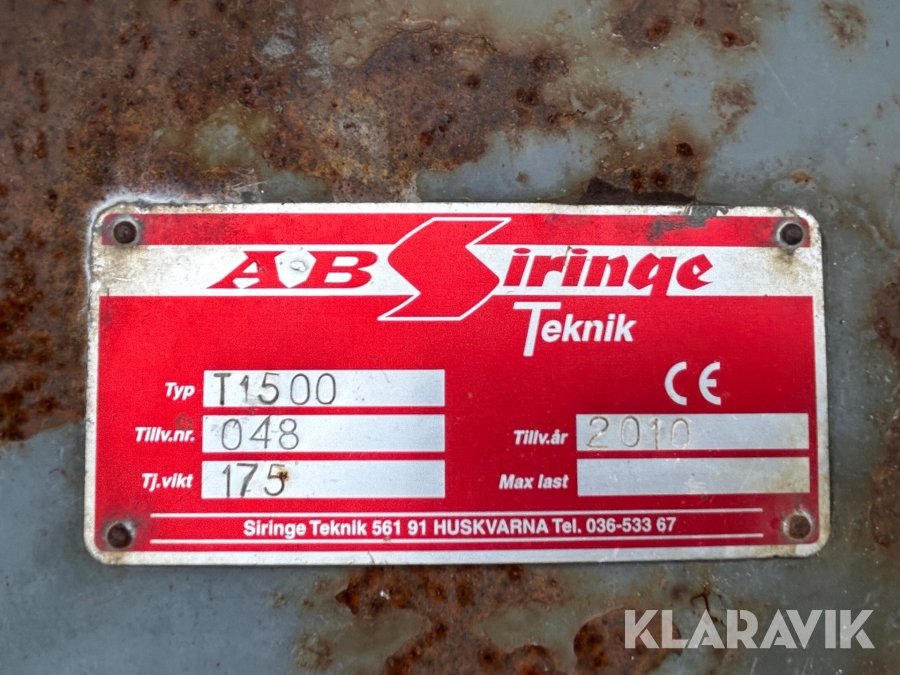 AB Siringe
Teknik
CE
Typ T1500
Tillv.nr. 048
Tillv.år 2010
Tj.vikt 175
Max last
Siringe Teknik 561 91 HUSKVARNA Tel. 036-533 67
KLARAVIK